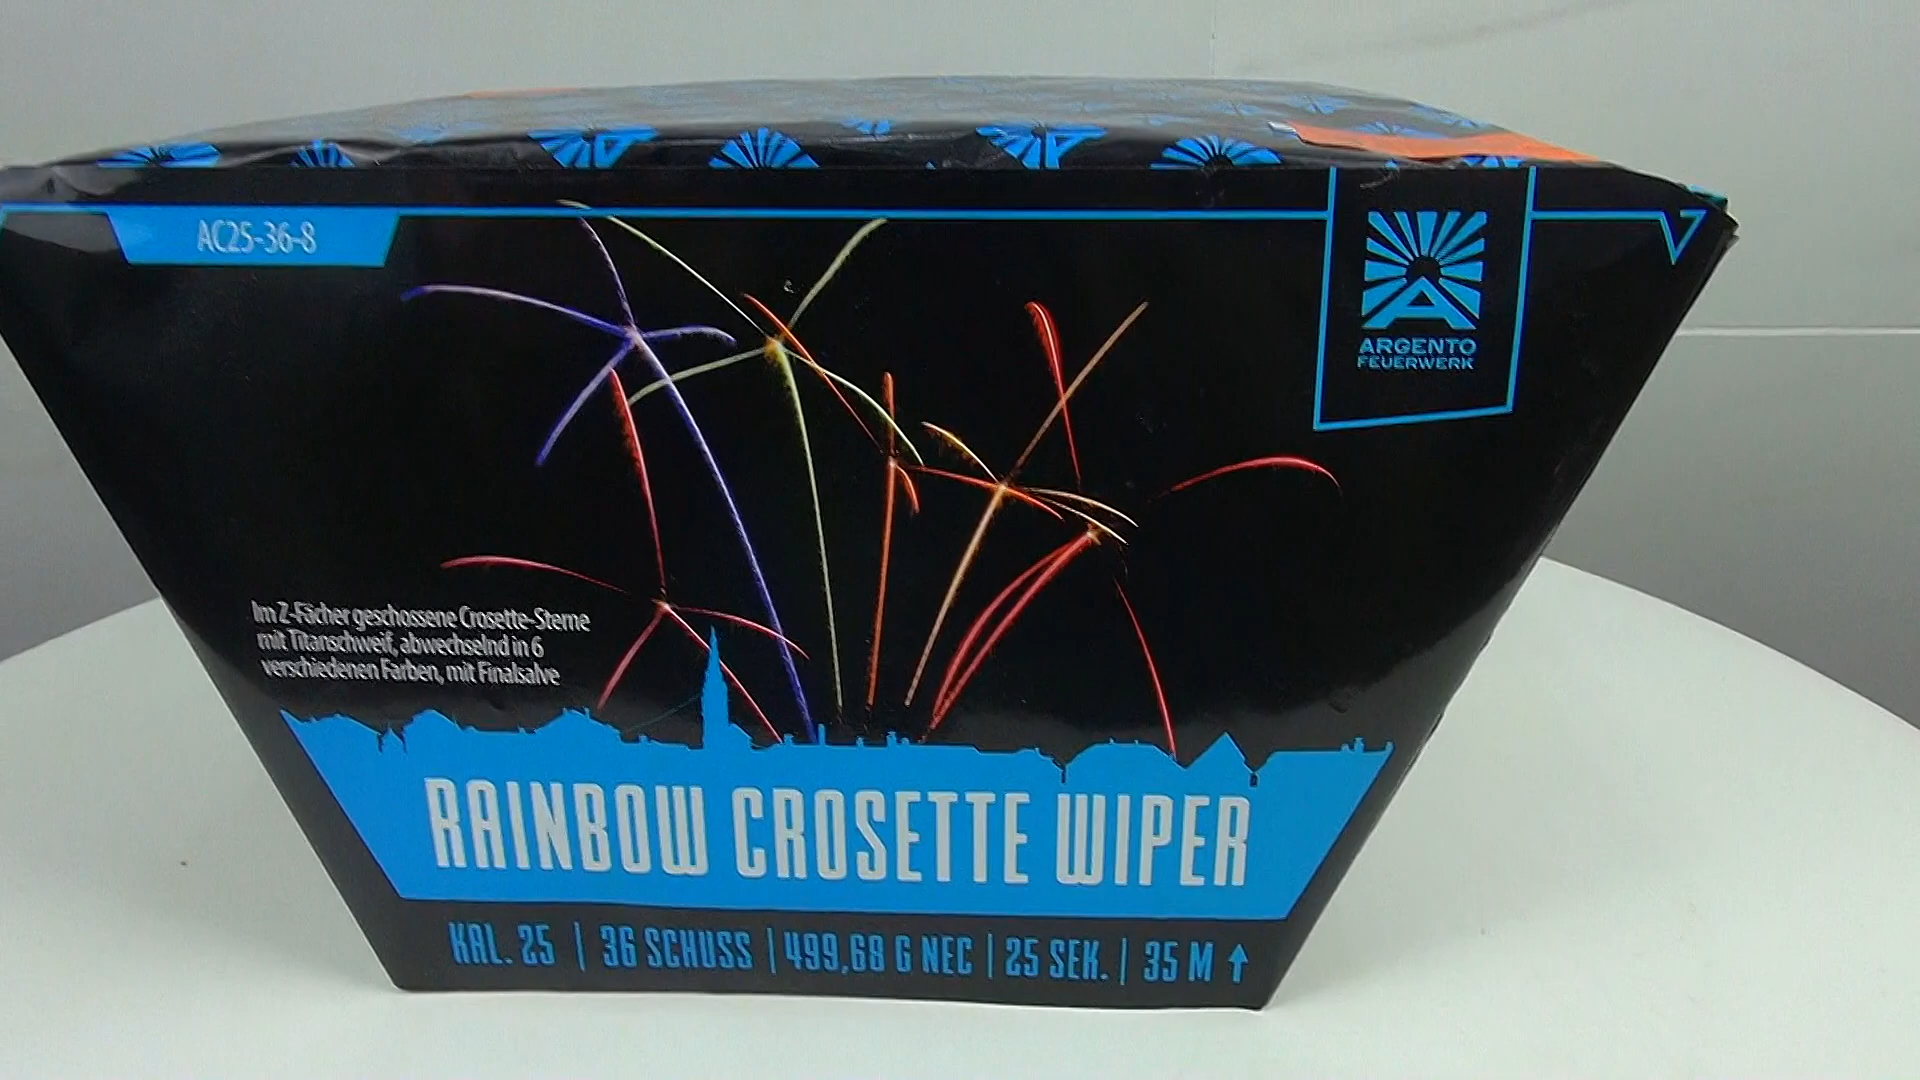 AC25-36-8
ARGENTO
FEUERWERK
Im Z-Fächer geschossene Crosette-Sterne
mit Titanschweif, abwechselnd in 6
verschiedenen Farben, mit Finalsalve
RAINBOW CROSETTE WIPER
KAL. 25 | 36 SCHUSS | 499,68 G NEC | 25 SEK. | 35 M ↑